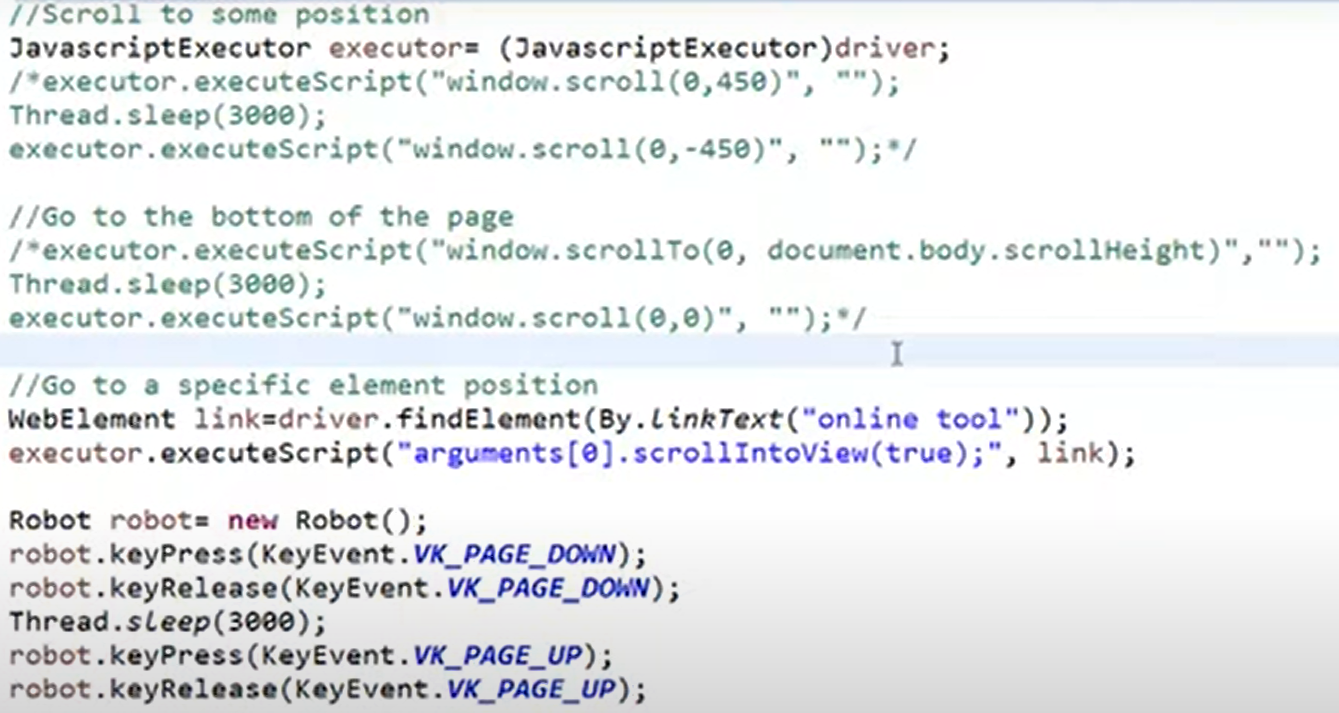 //Scroll to some position
JavascriptExecutor executor= (JavascriptExecutor)driver;
/*executor.executeScript("window.scroll(0,450)", "");
Thread.sleep(3000);
executor.executeScript("window.scroll(0,-450)", "");*/
//Go to the bottom of the page
/*executor.executeScript("window.scrollTo(0, document.body.scrollHeight)","");
Thread.sleep(3000);
executor.executeScript("window.scroll(0,0)", "");*/
//Go to a specific element position
WebElement link=driver.findElement(By.linkText("online tool"));
executor.executeScript("arguments[0].scrollIntoView(true);", link);
Robot robot= new Robot();
robot.keyPress(KeyEvent.VK_PAGE_DOWN);
robot.keyRelease(KeyEvent.VK_PAGE_DOWN);
Thread.sleep(3000);
robot.keyPress(KeyEvent.VK_PAGE_UP);
robot.keyRelease(KeyEvent.VK_PAGE_UP);